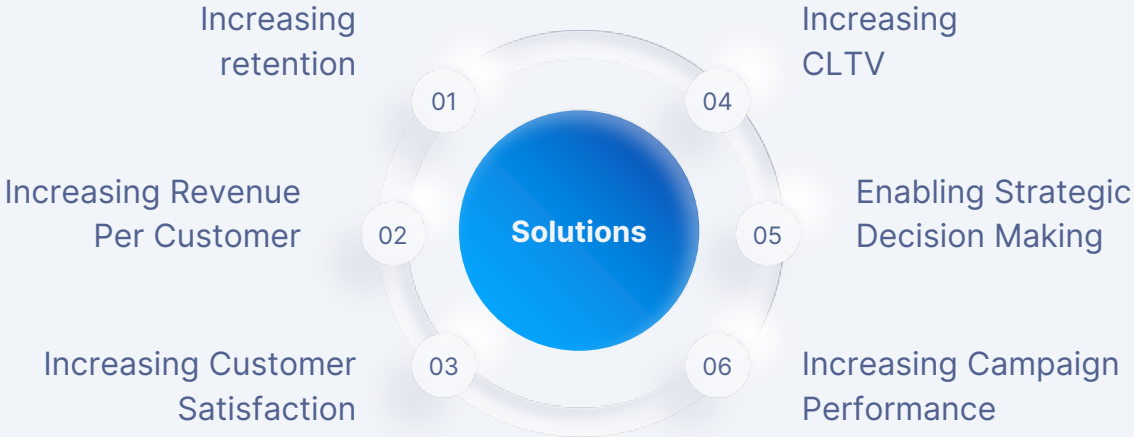 Increasing
retention
01
Increasing Revenue
Per Customer
02
Increasing Customer
Satisfaction
03
Solutions
04
Increasing
CLTV
05
Enabling Strategic
Decision Making
06
Increasing Campaign
Performance